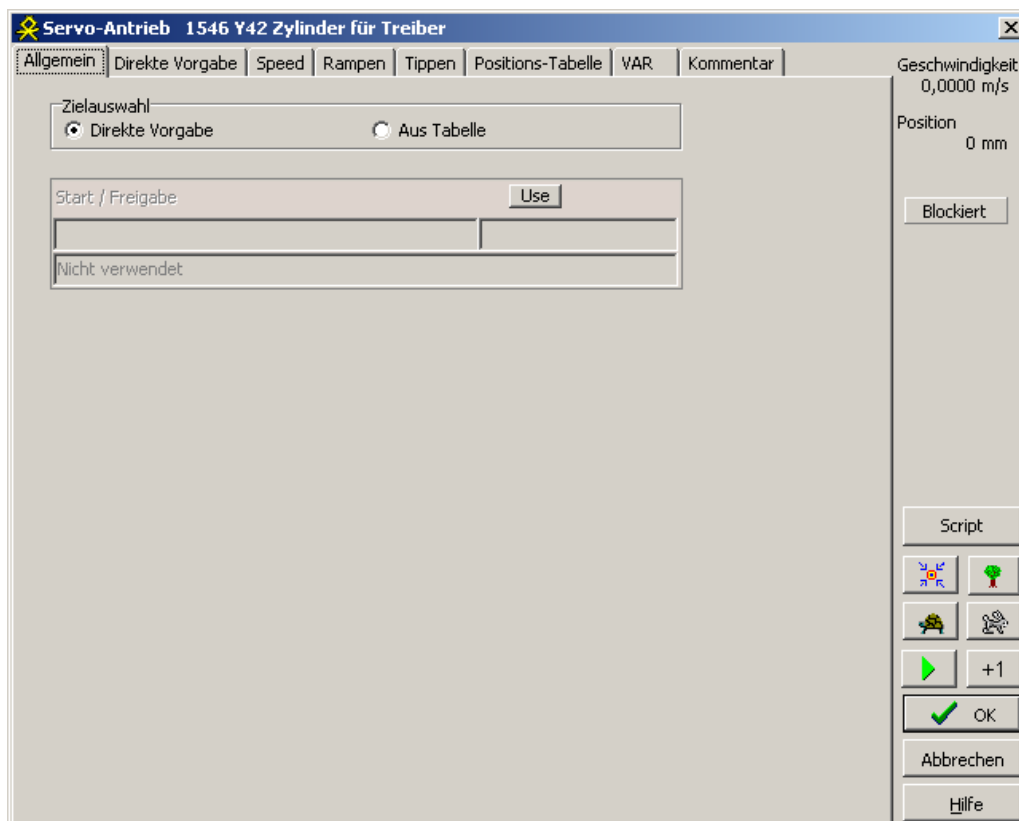 Servo-Antrieb 1546 Y42 Zylinder für Treiber
Allgemein Direkte Vorgabe Speed Rampen Tippen Positions-Tabelle VAR Kommentar
Zielauswahl
Direkte Vorgabe Aus Tabelle
Start / Freigabe Use
Nicht verwendet
Geschwindigkeit
0,0000 m/s
Position
0 mm
Blockiert
Script
+1
OK
Abbrechen
Hilfe